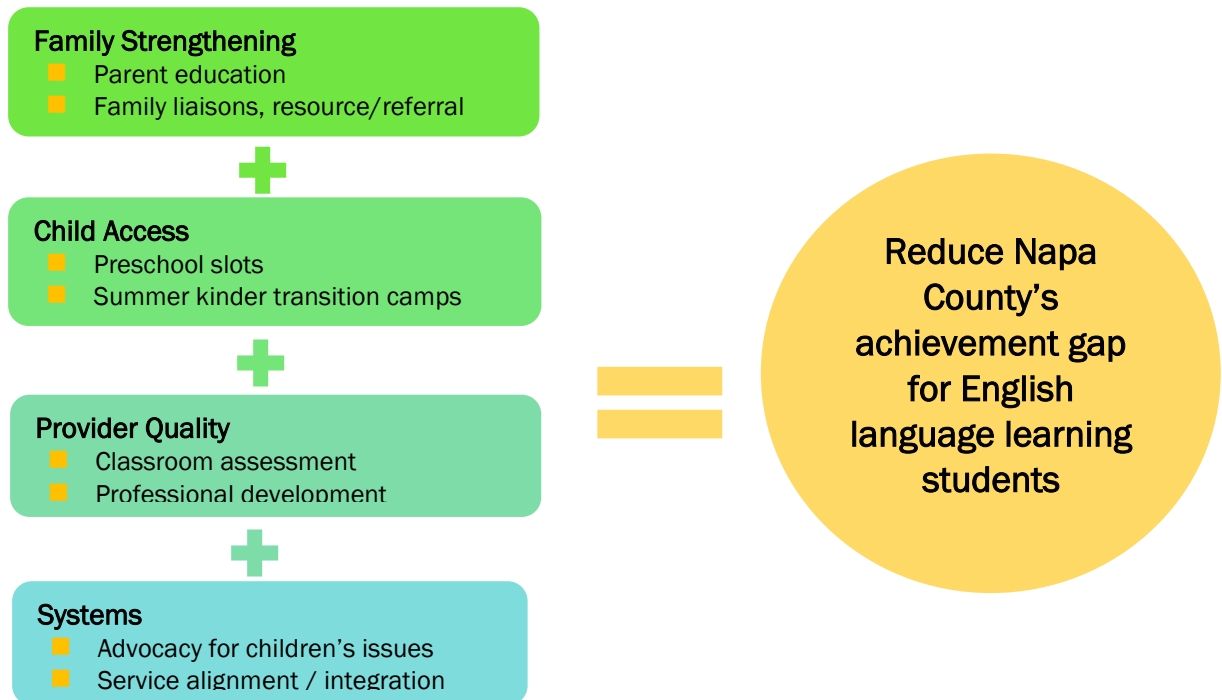 Family Strengthening
Parent education
Family liaisons, resource/referral
Child Access
Preschool slots
Summer kinder transition camps
Provider Quality
Classroom assessment
Professional development
Systems
Advocacy for children's issues
Service alignment / integration
Reduce Napa
County's
achievement gap
for English
language learning
students